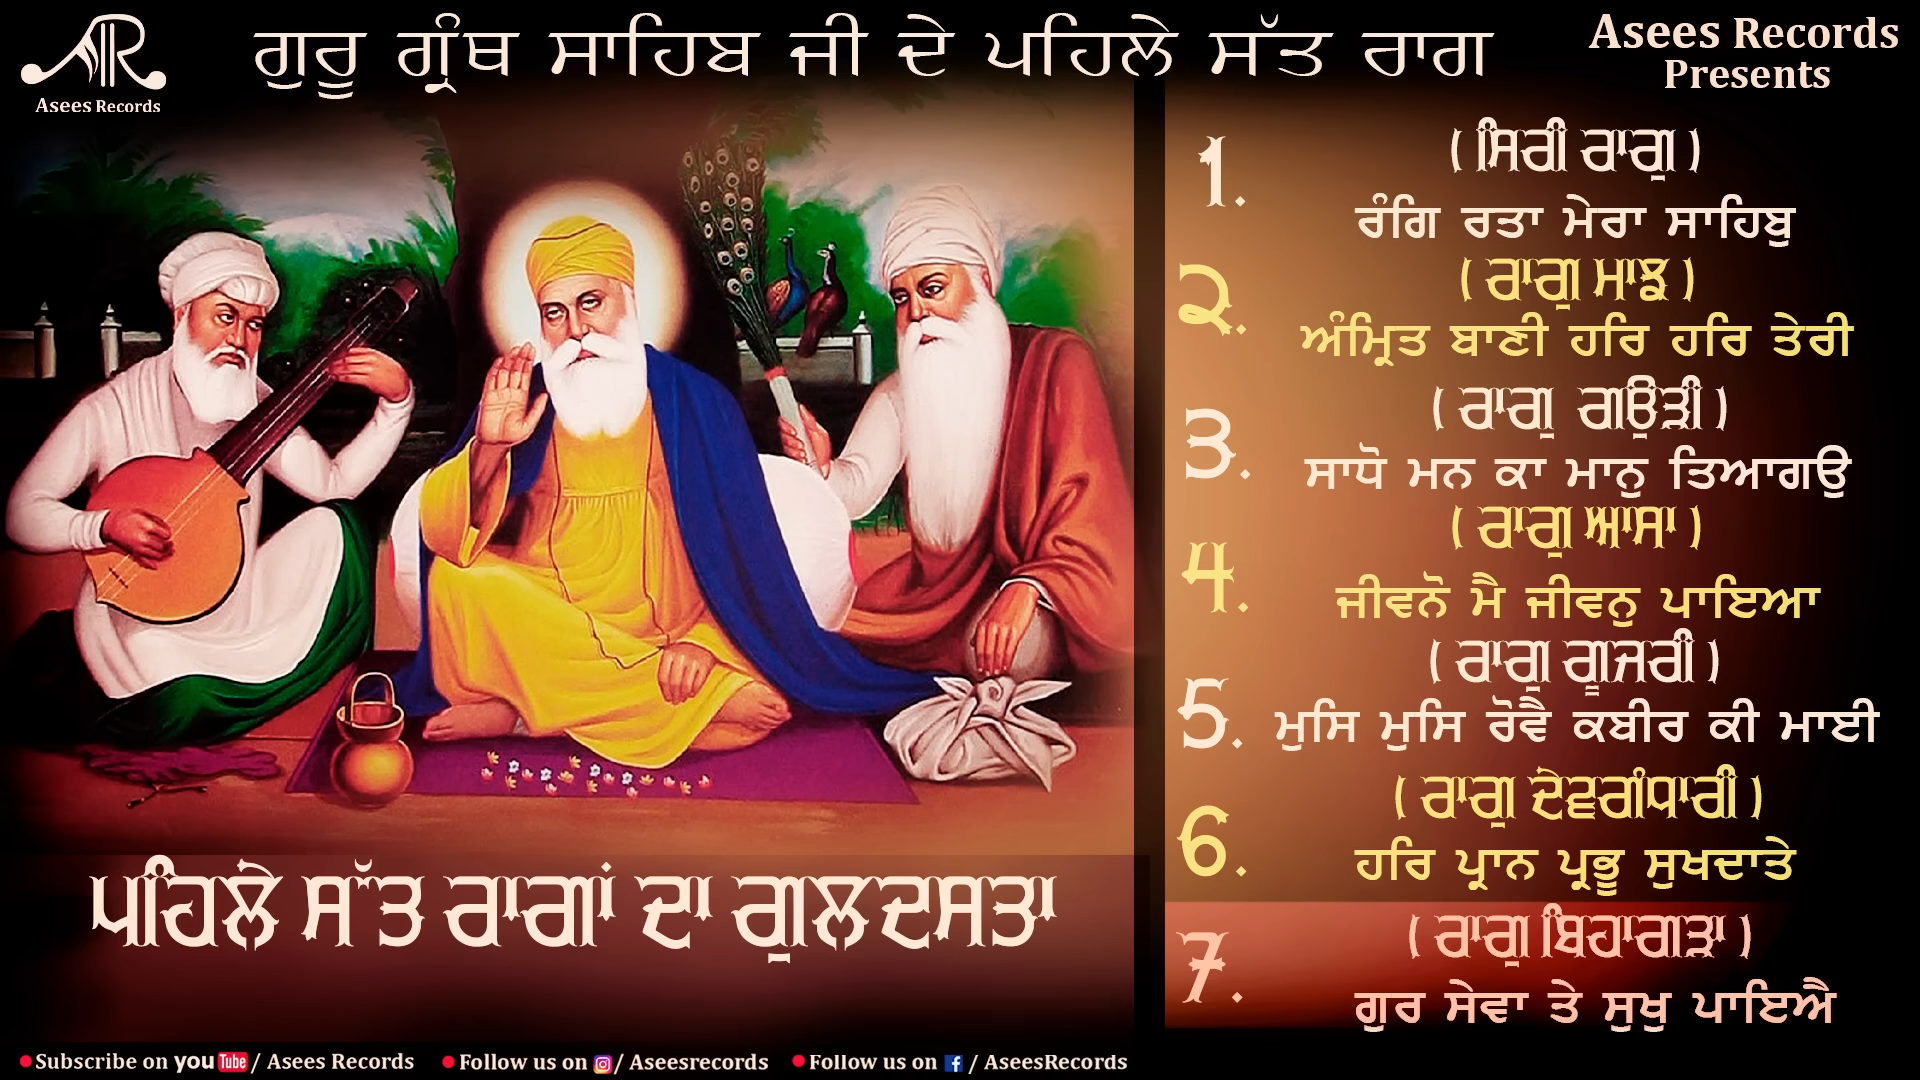 Asees Records
ਗੁਰੂ ਗ੍ਰੰਥ ਸਾਹਿਬ ਜੀ ਦੇ ਪਹਿਲੇ ਸੱਤ ਰਾਗ
Asees Records
Presents
1. ( ਸਿਰੀ ਰਾਗੁ )
ਰੰਗਿ ਰਤਾ ਮੇਰਾ ਸਾਹਿਬੁ
੨. ( ਰਾਗੁ ਮਾਝ )
ਅੰਮ੍ਰਿਤ ਬਾਣੀ ਹਰਿ ਹਰਿ ਤੇਰੀ
3. ( ਰਾਗੁ ਗਉੜੀ )
ਸਾਧੋ ਮਨ ਕਾ ਮਾਨੁ ਤਿਆਗਉ
4. ( ਰਾਗੁ ਆਸਾ )
ਜੀਵਨੋ ਮੈ ਜੀਵਨੁ ਪਾਇਆ
5. ( ਰਾਗੁ ਗੂਜਰੀ )
ਮੁਸਿ ਮੁਸਿ ਰੋਵੈ ਕਬੀਰ ਕੀ ਮਾਈ
6. ( ਰਾਗੁ ਦੇਵਗੰਧਾਰੀ )
ਹਰਿ ਪ੍ਰਾਨ ਪ੍ਰਭੂ ਸੁਖਦਾਤੇ
7. ( ਰਾਗੁ ਬਿਹਾਗੜਾ )
ਗੁਰ ਸੇਵਾ ਤੇ ਸੁਖੁ ਪਾਇਐ
ਪਹਿਲੇ ਸੱਤ ਰਾਗਾਂ ਦਾ ਗੁਲਦਸਤਾ
Subscribe on youTube / Asees Records Follow us on / Aseesrecords Follow us on f / AseesRecords